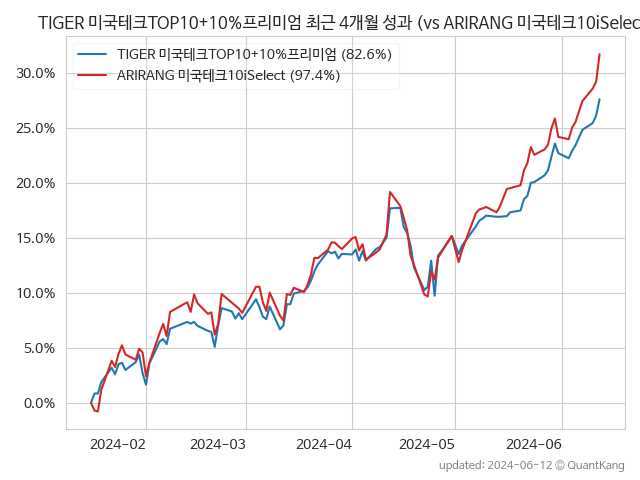 TIGER 미국테크TOP10+10%프리미엄 최근 4개월 성과 (vs ARIRANG 미국테크10iSelec
TIGER 미국테크TOP10+10%프리미엄 (82.6%)
ARIRANG 미국테크10iSelect (97.4%)
30.0%
25.0%
20.0%
15.0%
10.0%
5.0%
0.0%
2024-02 2024-03 2024-04 2024-05 2024-06
updated: 2024-06-12 © QuantKang